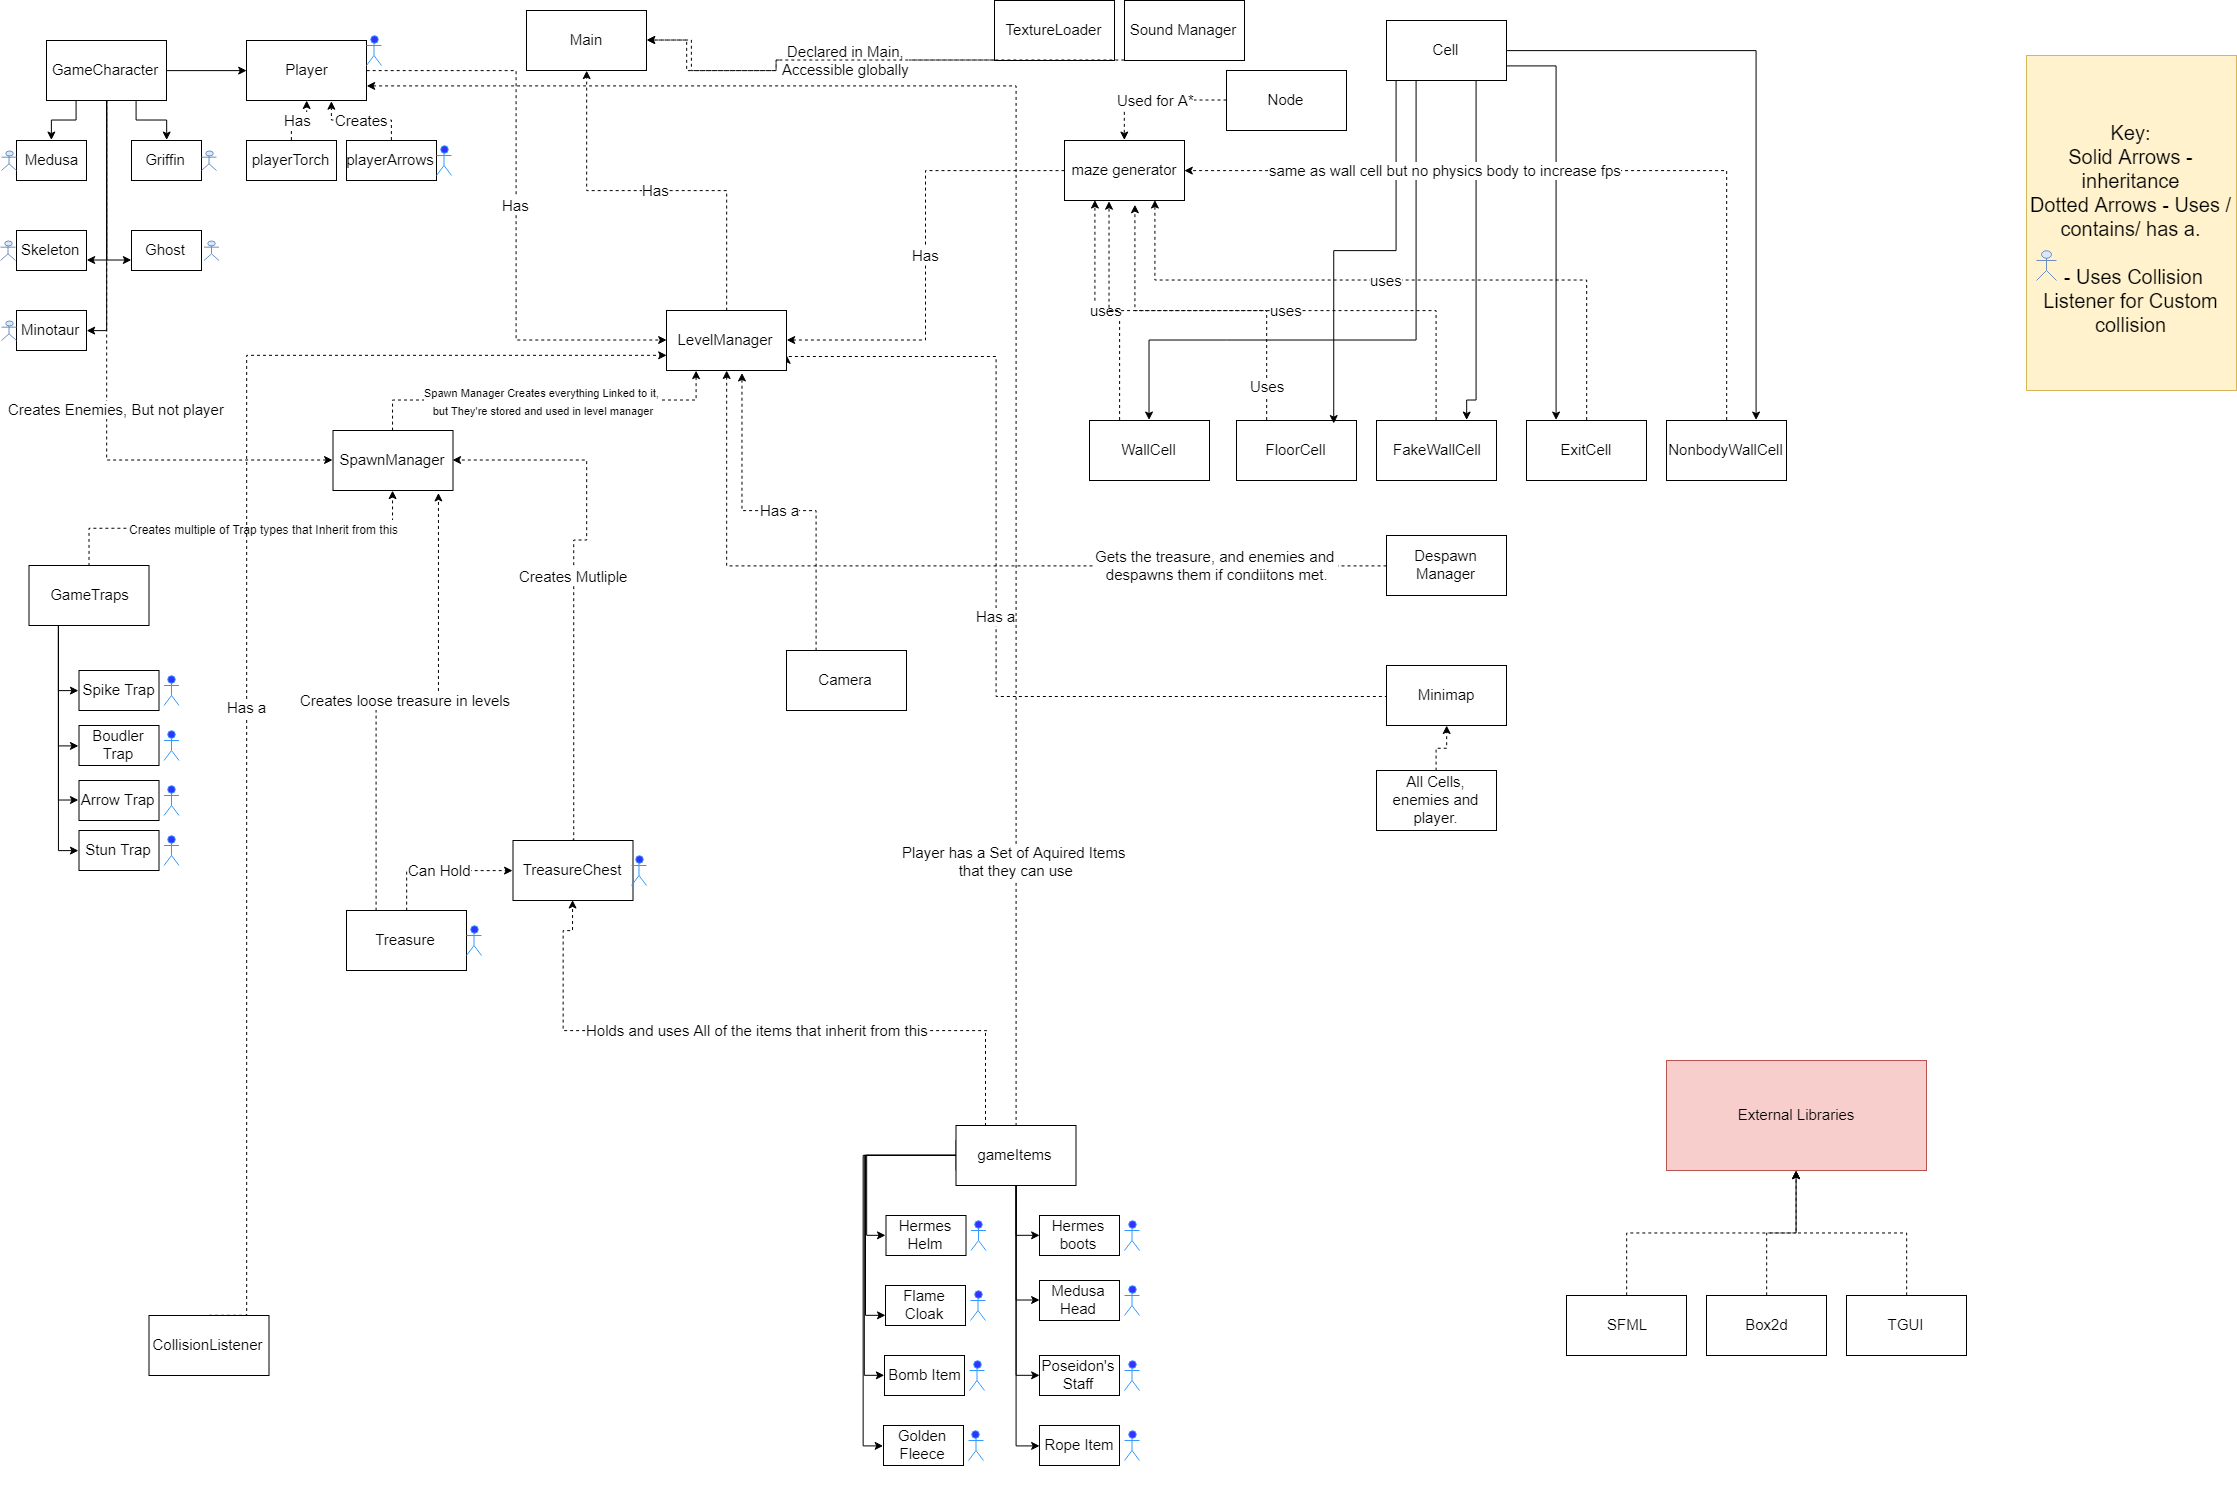 TextureLoader
Sound Manager
Main
Cell
Declared in Main,
Accessible globally
GameCharacter
Player
Node
Used for A*
Has
Creates
Medusa
Griffin
playerTorch
playerArrows
maze generator
same as wall cell but no physics body to increase fps
Has
Has
Skeleton
Ghost
Has
uses
uses
uses
Minotaur
LevelManager
Uses
Spawn Manager Creates everything Linked to it,
but They're stored and used in level manager
Creates Enemies, But not player
SpawnManager
WallCell
FloorCell
FakeWallCell
ExitCell
NonbodyWallCell
Key:
Solid Arrows -
inheritance
Dotted Arrows - Uses /
contains/ has a.
- Uses Collision
Listener for Custom
collision
Has a
Creates multiple of Trap types that Inherit from this
Creates Mutliple
Gets the treasure, and enemies and
despawns them if condiitons met.
Despawn
Manager
GameTraps
Has a
Camera
Minimap
Spike Trap
Creates loose treasure in levels
Has a
Boudler
Trap
Arrow Trap
Stun Trap
All Cells,
enemies and
player.
Player has a Set of Aquired Items
that they can use
Can Hold
TreasureChest
Treasure
Holds and uses All of the items that inherit from this
gameItems
External Libraries
Hermes
Helm
Hermes
boots
Flame
Cloak
Medusa
Head
Bomb Item
Poseidon's
Staff
Golden
Fleece
Rope Item
CollisionListener
SFML
Box2d
TGUI